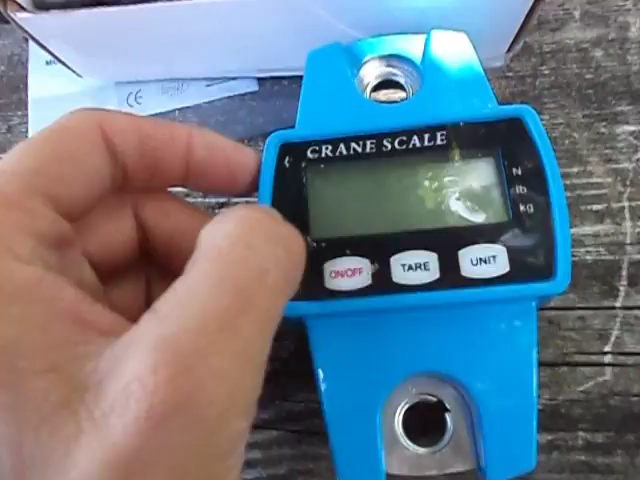 CE
CRANE SCALE
N
lb
kg
ON/OFF
TARE
UNIT